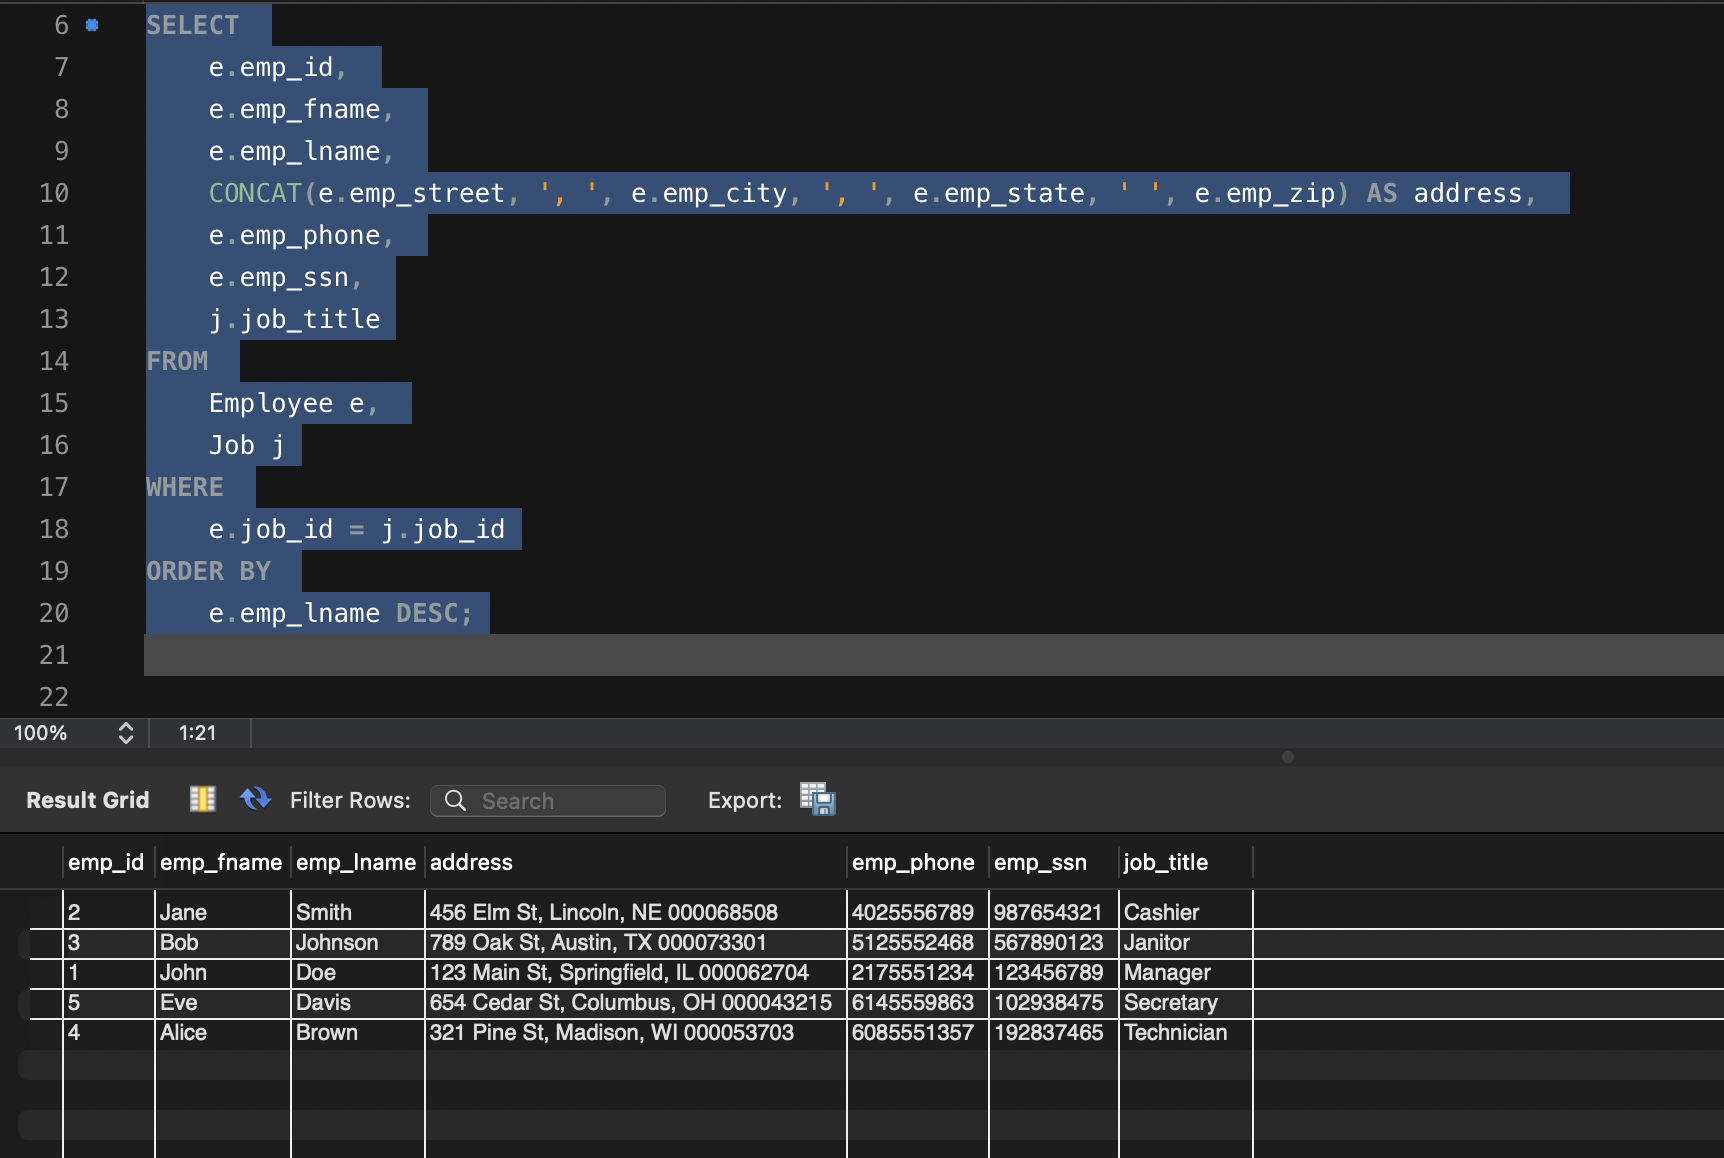 6 SELECT
7 e.emp_id,
8 e.emp_fname,
9 e.emp_lname,
10 CONCAT(e.emp_street, ', ', e.emp_city, ', ', e.emp_state, ' ', e.emp_zip) AS address,
11 e.emp_phone,
12 e.emp_ssn,
13 j.job_title
14 FROM
15 Employee e,
16 Job j
17 WHERE
18 e.job_id = j.job_id
19 ORDER BY
20 e.emp_lname DESC;
21
22
100% 1:21
Result Grid Filter Rows: Search Export:
emp_id emp_fname emp_lname address emp_phone emp_ssn job_title
2 Jane Smith 456 Elm St, Lincoln, NE 000068508 4025556789 987654321 Cashier
3 Bob Johnson 789 Oak St, Austin, TX 000073301 5125552468 567890123 Janitor
1 John Doe 123 Main St, Springfield, IL 000062704 2175551234 123456789 Manager
5 Eve Davis 654 Cedar St, Columbus, OH 000043215 6145559863 102938475 Secretary
4 Alice Brown 321 Pine St, Madison, WI 000053703 6085551357 192837465 Technician